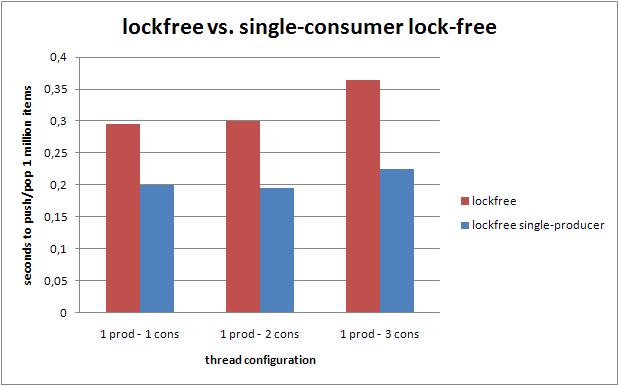 lockfree vs. single-consumer lock-free
seconds to push/pop 1 million items
0,4
0,35
0,3
0,25
0,2
0,15
0,1
0,05
0
1 prod - 1 cons
1 prod - 2 cons
1 prod - 3 cons
thread configuration
lockfree
lockfree single-producer